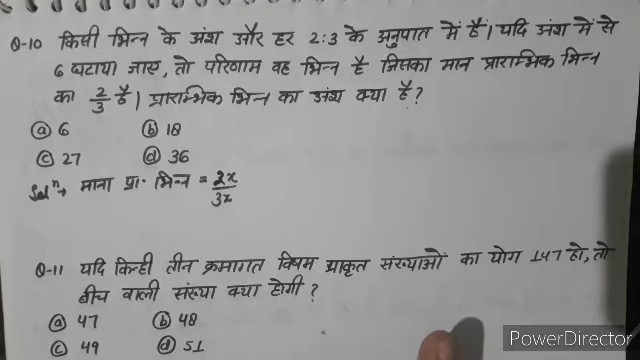 Q-10 किसी भिन्न के अंश और हर 2:3 के अनुपात में है। यदि अंश में से
6 घटाया जाए, तो परिणाम वह भिन्न है जिसका मान प्रारम्भिक भिन्न
का 2/3 है। प्रारम्भिक भिन्न का अंश क्या है?
(a) 6 (b) 18
(c) 27 (d) 36
Solⁿ→ माना प्रा. भिन्न = 2x/3x
Q-11 यदि किन्ही तीन क्रमागत विषम प्राकृत संख्याओं का योग 147 हो, तो
बीच वाली संख्या क्या होगी?
(a) 47 (b) 48
(c) 49 (d) 51
PowerDirector